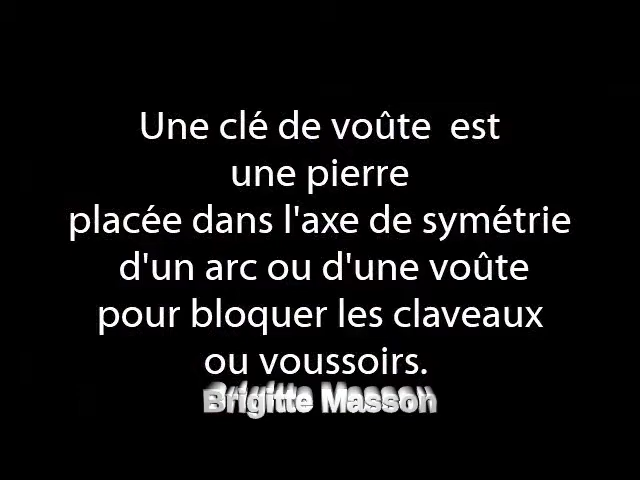 Une clé de voûte est
une pierre
placée dans l'axe de symétrie
d'un arc ou d'une voûte
pour bloquer les claveaux
ou voussoirs.
Brigitte Masson